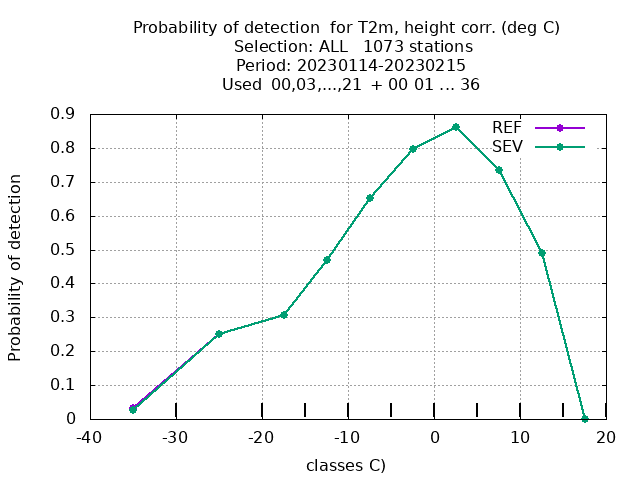 Probability of detection  for T2m, height corr. (deg C)
Selection: ALL   1073 stations
Period: 20230114-20230215
Used  00,03,...,21  + 00 01 ... 36
REF
SEV
0.9
0.8
0.7
0.6
0.5
0.4
0.3
0.2
0.1
0
Probability of detection
-40 -30 -20 -10 0 10 20
classes C)